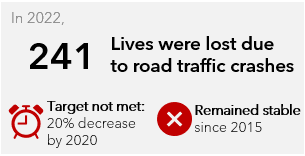 In 2022,
241
Lives were lost due
to road traffic crashes
Target not met:
20% decrease
by 2020
Remained stable
since 2015